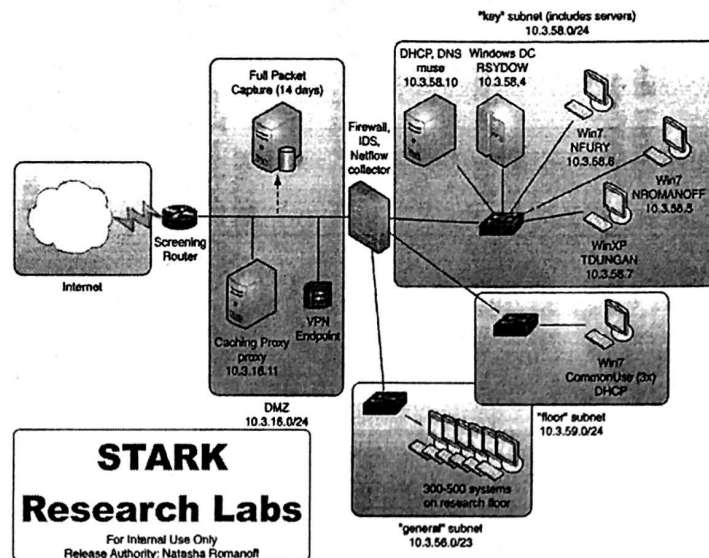 "key" subnet (includes servers)
10.3.58.0/24
DHCP, DNS
muse
10.3.58.10
Windows DC
RSYDOW
10.3.58.4
Win7
NFURY
10.3.58.6
Win7
NROMANOFF
10.3.58.5
WinXP
TDUNGAN
10.3.58.7
Full Packet
Capture (14 days)
Firewall,
IDS,
Netflow
collector
Internet
Screening
Router
Caching Proxy
proxy
10.3.16.11
VPN
Endpoint
DMZ
10.3.16.0/24
Win7
CommonUse (3x)
DHCP
"floor" subnet
10.3.59.0/24
300-500 systems
on research floor
"general" subnet
10.3.56.0/23
STARK
Research Labs
For Internal Use Only
Release Authority: Natasha Romanoff